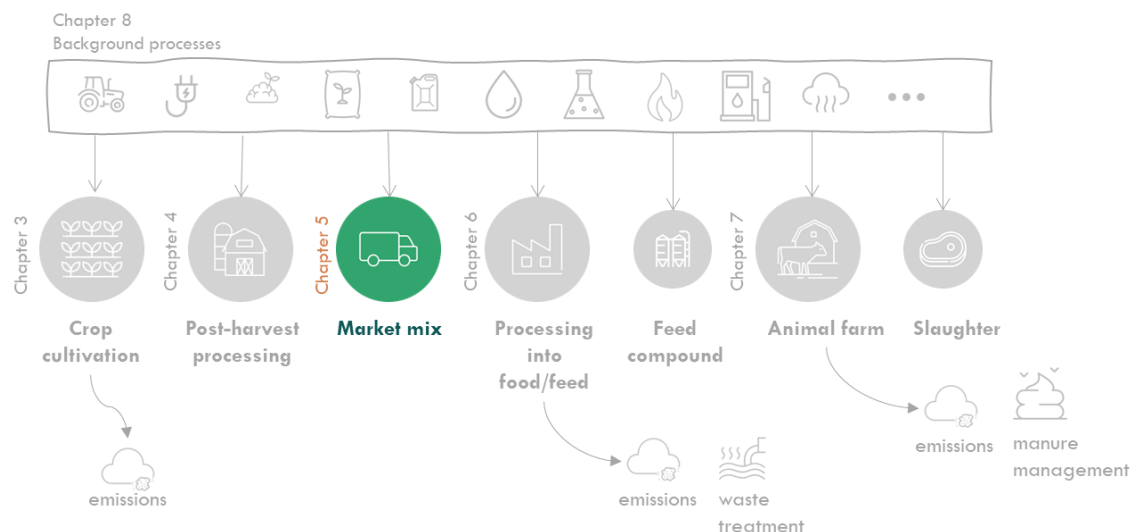 Chapter 8
Background processes
Chapter 3
Chapter 4
Chapter 5
Chapter 6
Chapter 7
Crop
cultivation
Post-harvest
processing
Market mix
Processing
into
food/feed
Feed
compound
Animal farm
Slaughter
emissions
emissions
waste
treatment
emissions
manure
management